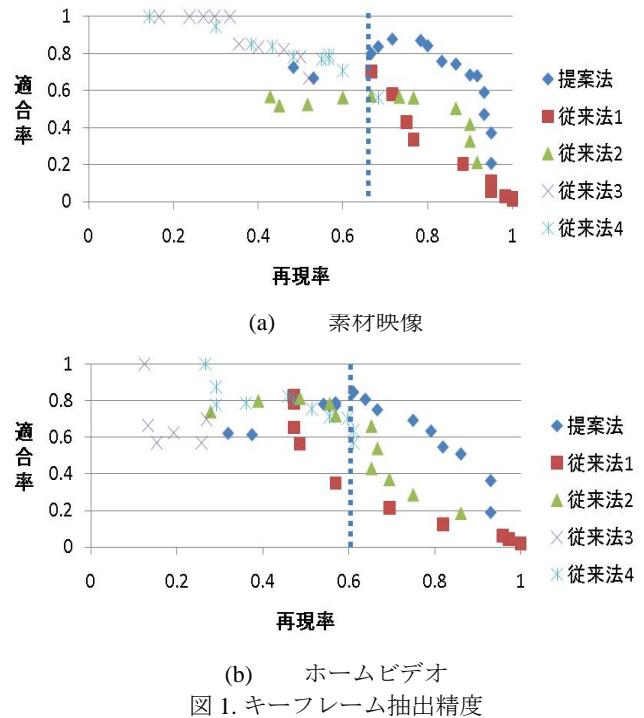 1
0.8
0.6
0.4
0.2
0
適合率
0 0.2 0.4 0.6 0.8 1
再現率
提案法
従来法1
従来法2
従来法3
従来法4
(a) 素材映像
1
0.8
0.6
0.4
0.2
0
適合率
0 0.2 0.4 0.6 0.8 1
再現率
提案法
従来法1
従来法2
従来法3
従来法4
(b) ホームビデオ
図 1. キーフレーム抽出精度